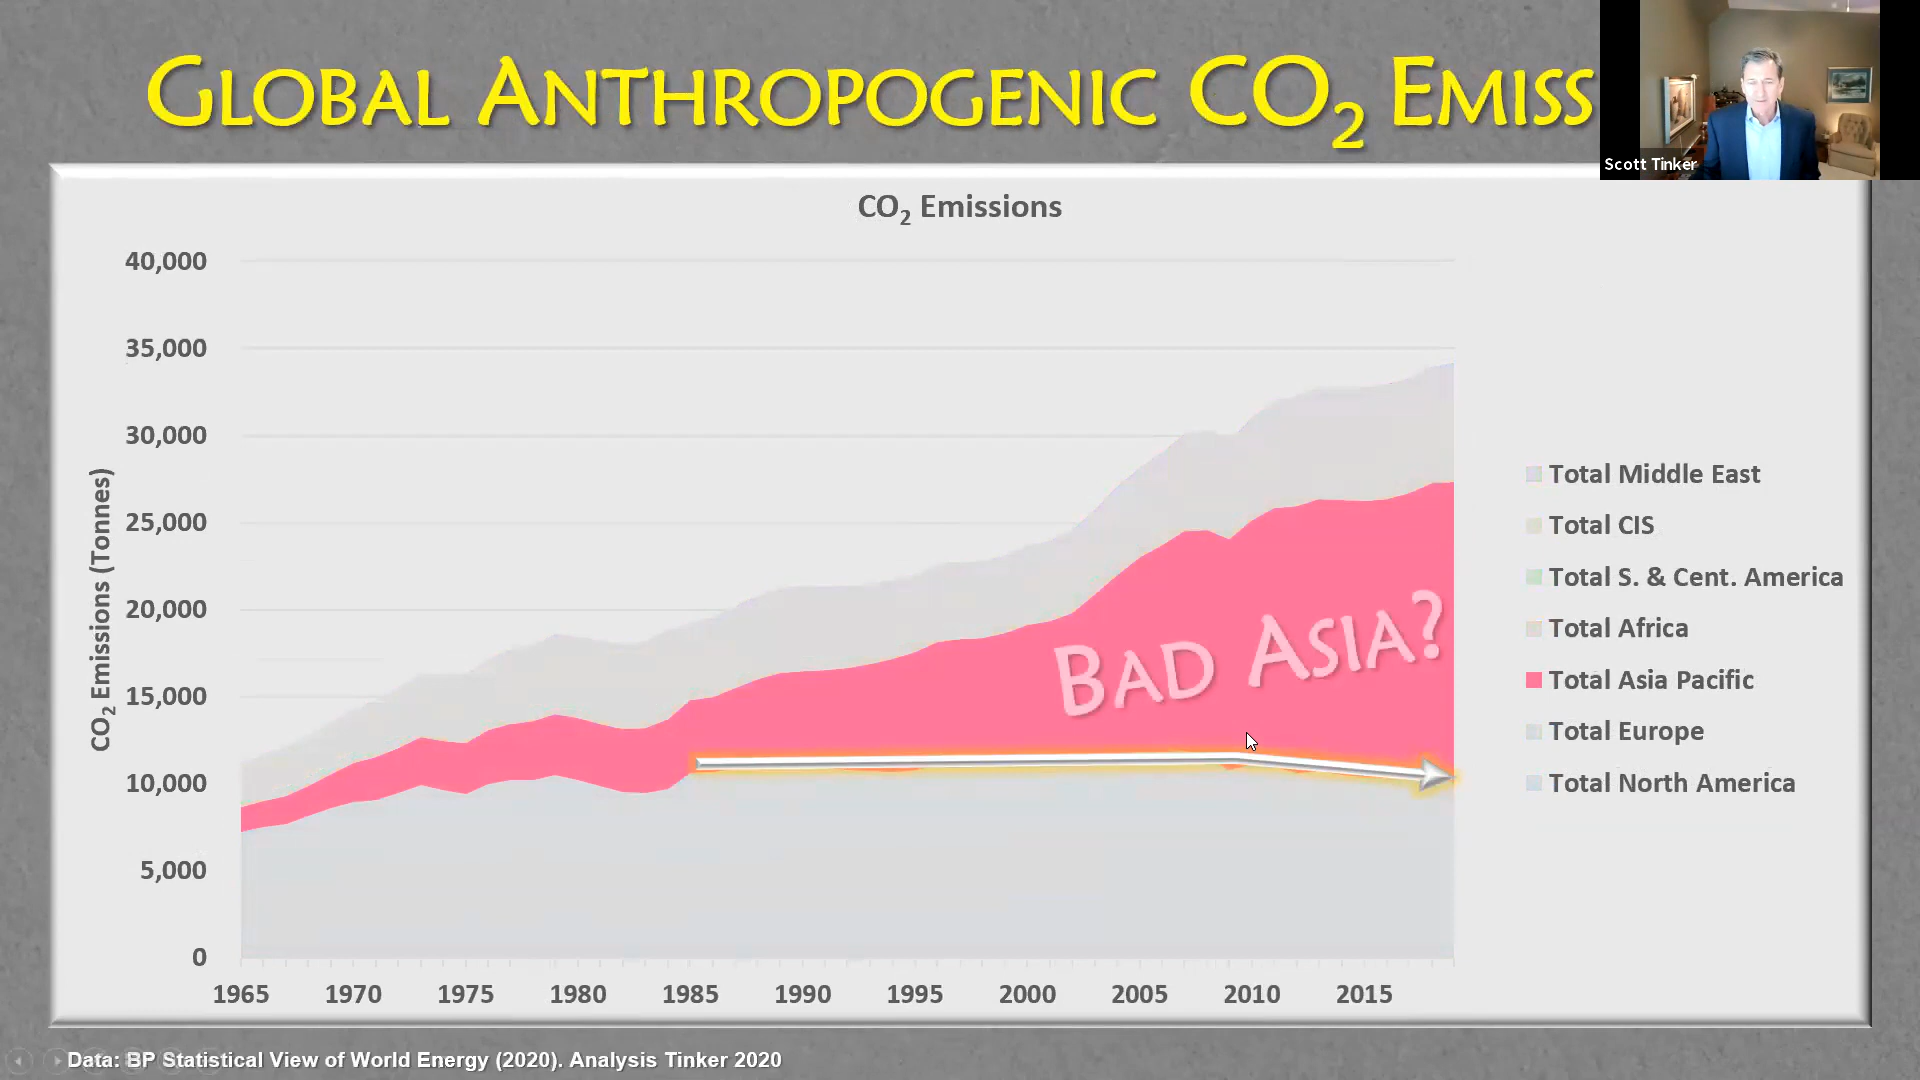 GLOBAL ANTHROPOGENIC CO₂ EMISS
Scott Tinker
CO₂ Emissions
40,000
35,000
30,000
25,000
20,000
15,000
10,000
5,000
0
CO₂ Emissions (Tonnes)
1965 1970 1975 1980 1985 1990 1995 2000 2005 2010 2015
BAD ASIA?
Total Middle East
Total CIS
Total S. & Cent. America
Total Africa
Total Asia Pacific
Total Europe
Total North America
Data: BP Statistical View of World Energy (2020). Analysis Tinker 2020